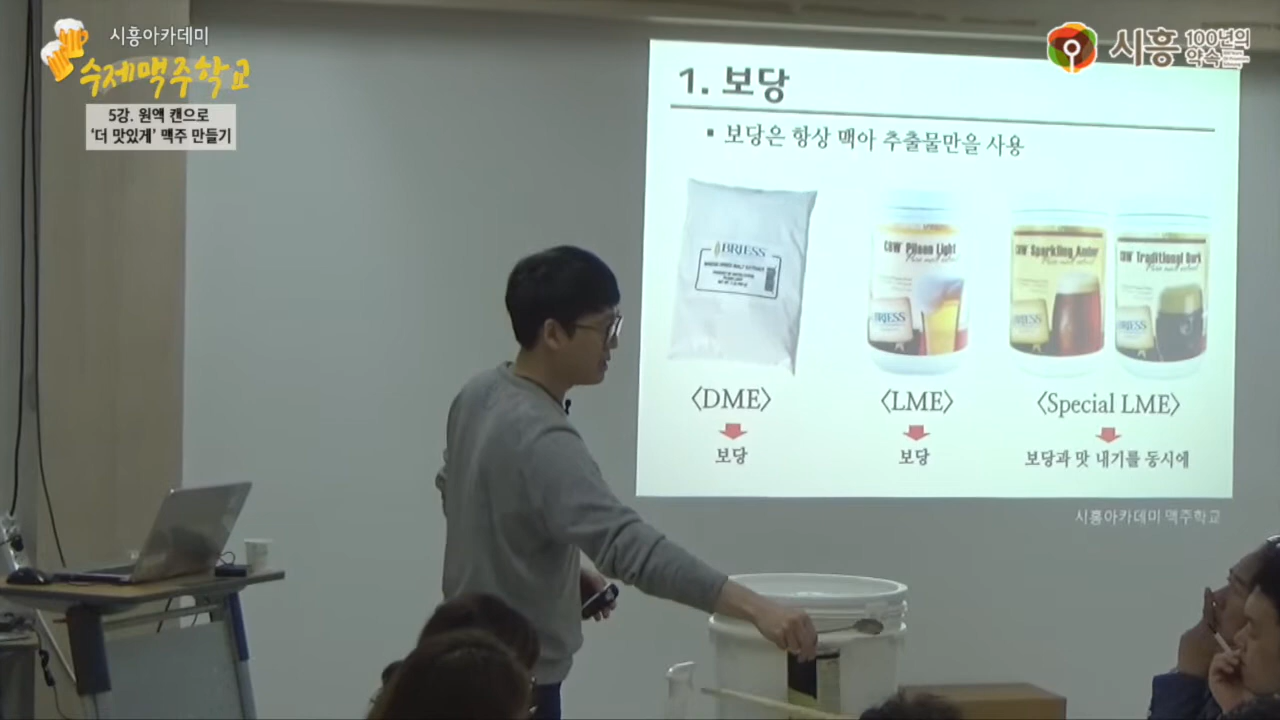 시흥아카데미
수제맥주학교
5강. 원액 캔으로
‘더 맛있게’ 맥주 만들기
시흥 100년의 약속
1. 보당
▪ 보당은 항상 맥아 추출물만을 사용
BRIESS
CBW Pilsen Light
BRIESS
CBW Sparkling Amber
BRIESS
CBW Traditional Dark
BRIESS
<DME>
<LME>
<Special LME>
보당
보당
보당과 맛 내기를 동시에
시흥아카데미 맥주학교